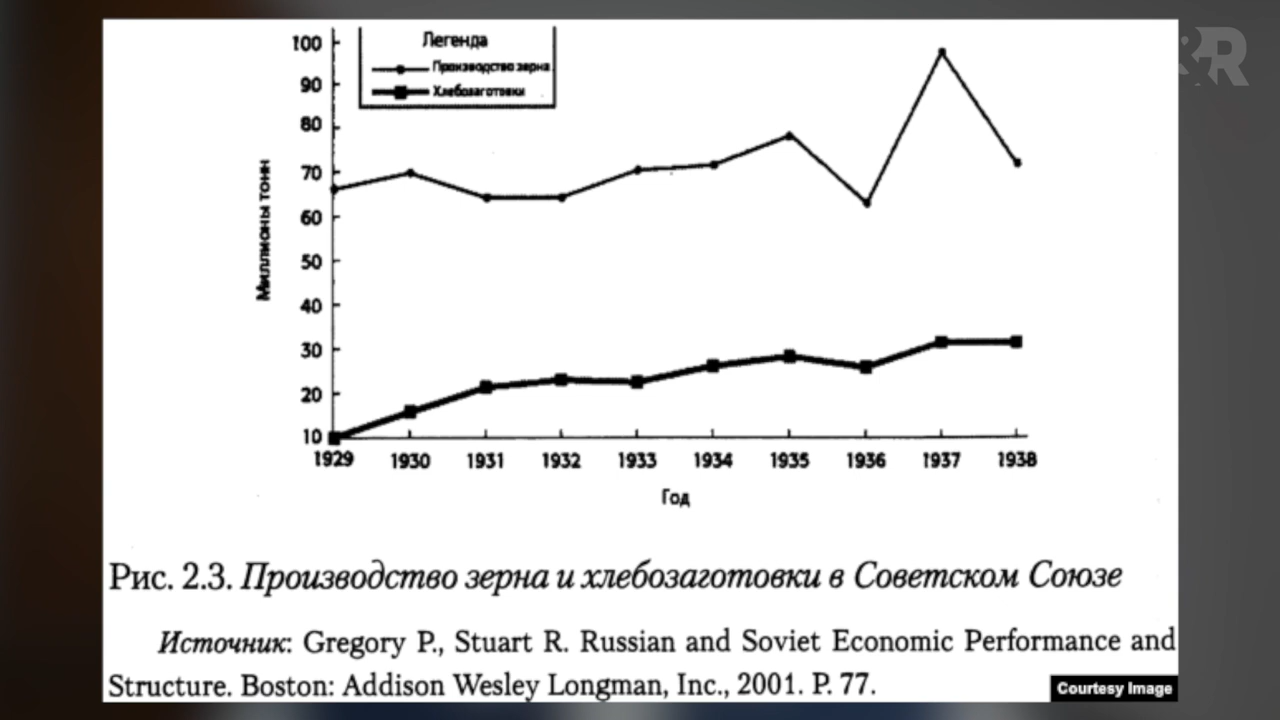 Легенда
Производство зерна
Хлебозаготовки
100
90
80
70
60
50
40
30
20
10
Миллионы тонн
1929 1930 1931 1932 1933 1934 1935 1936 1937 1938
Год
Рис. 2.3. Производство зерна и хлебозаготовки в Советском Союзе
Источник: Gregory P., Stuart R. Russian and Soviet Economic Performance and
Structure. Boston: Addison Wesley Longman, Inc., 2001. P. 77.
Courtesy Image